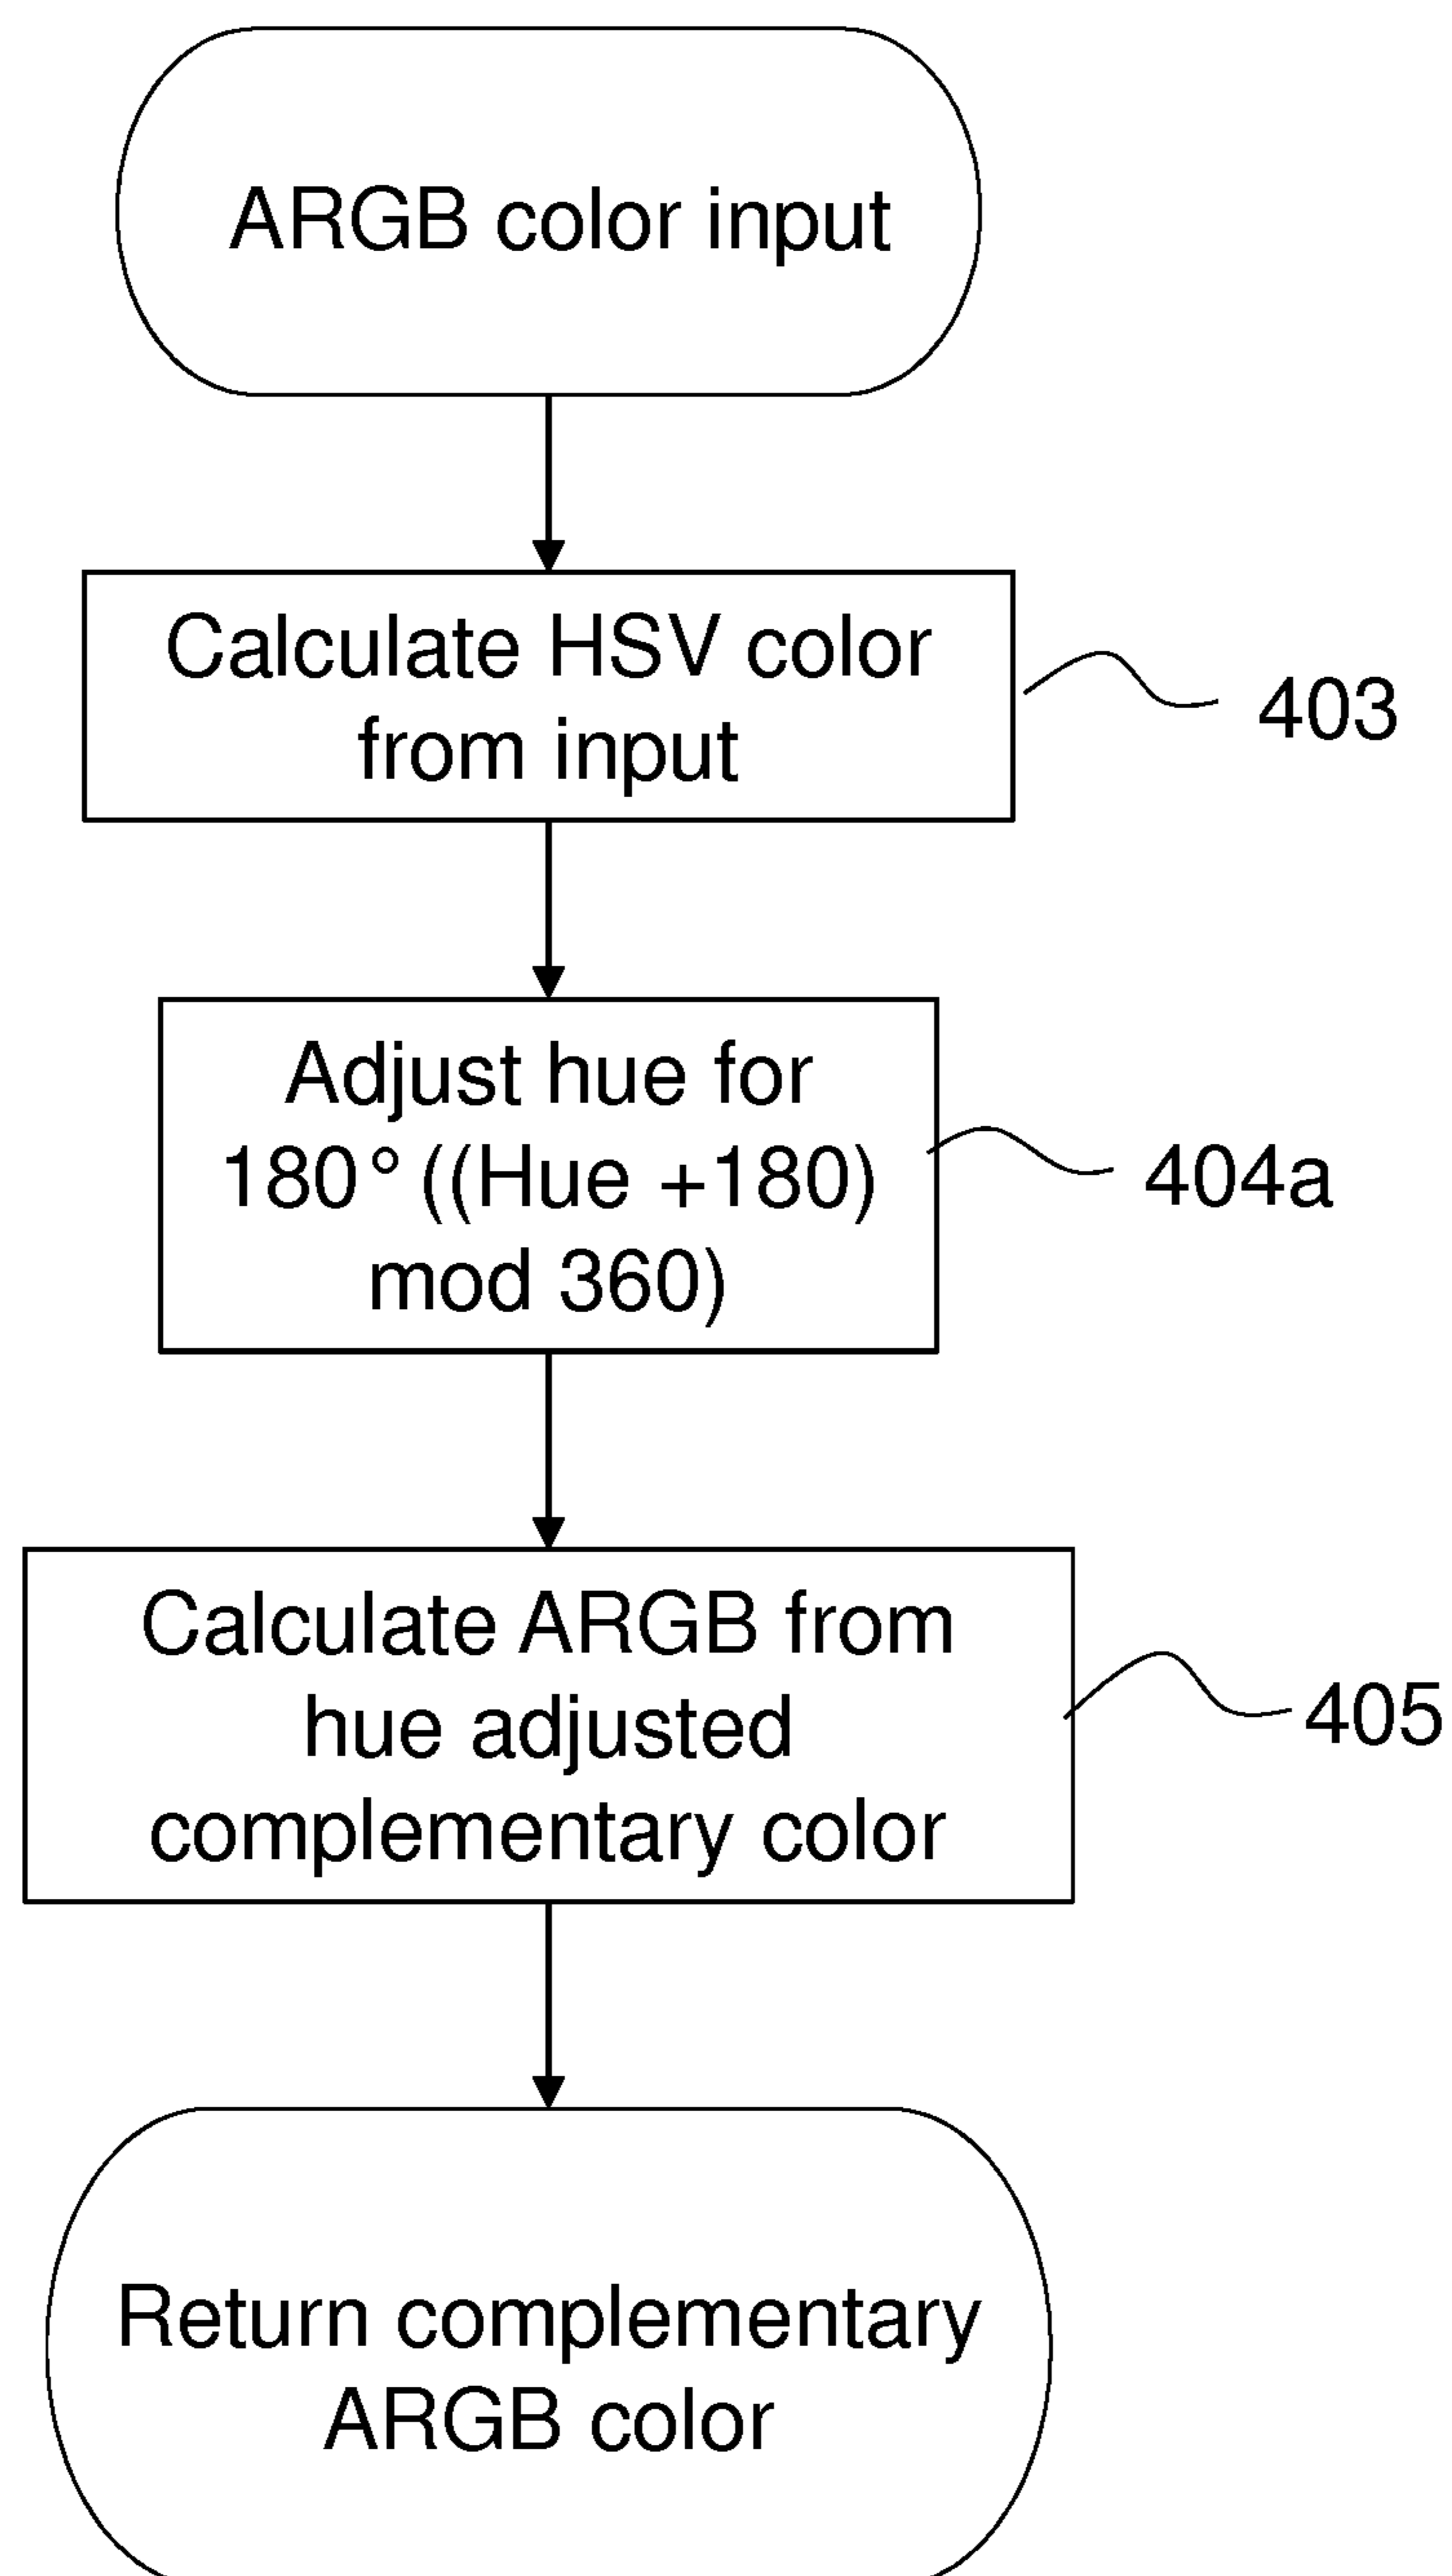 ARGB color input
Calculate HSV color
from input
403
Adjust hue for
180° ((Hue +180)
mod 360)
404a
Calculate ARGB from
hue adjusted
complementary color
405
Return complementary
ARGB color